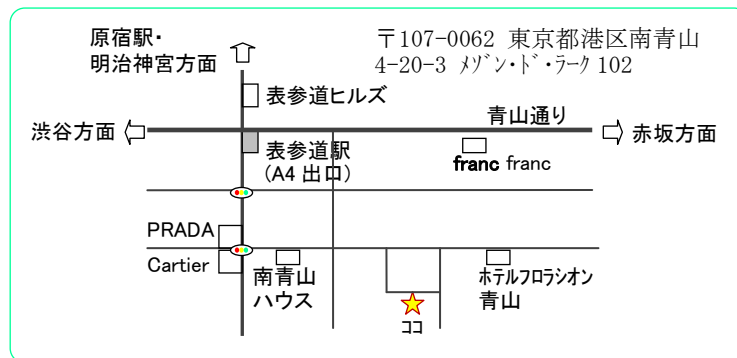 原宿駅・
明治神宮方面
〒107-0062 東京都港区南青山
4-20-3 ﾒｿﾞﾝ・ﾄﾞ・ﾗｰｸ 102
表参道ヒルズ
青山通り
渋谷方面
赤坂方面
表参道駅
(A4 出口)
franc franc
PRADA
Cartier
南青山
ハウス
ﾎﾃﾙﾌﾛﾗｼｵﾝ
青山
ココ